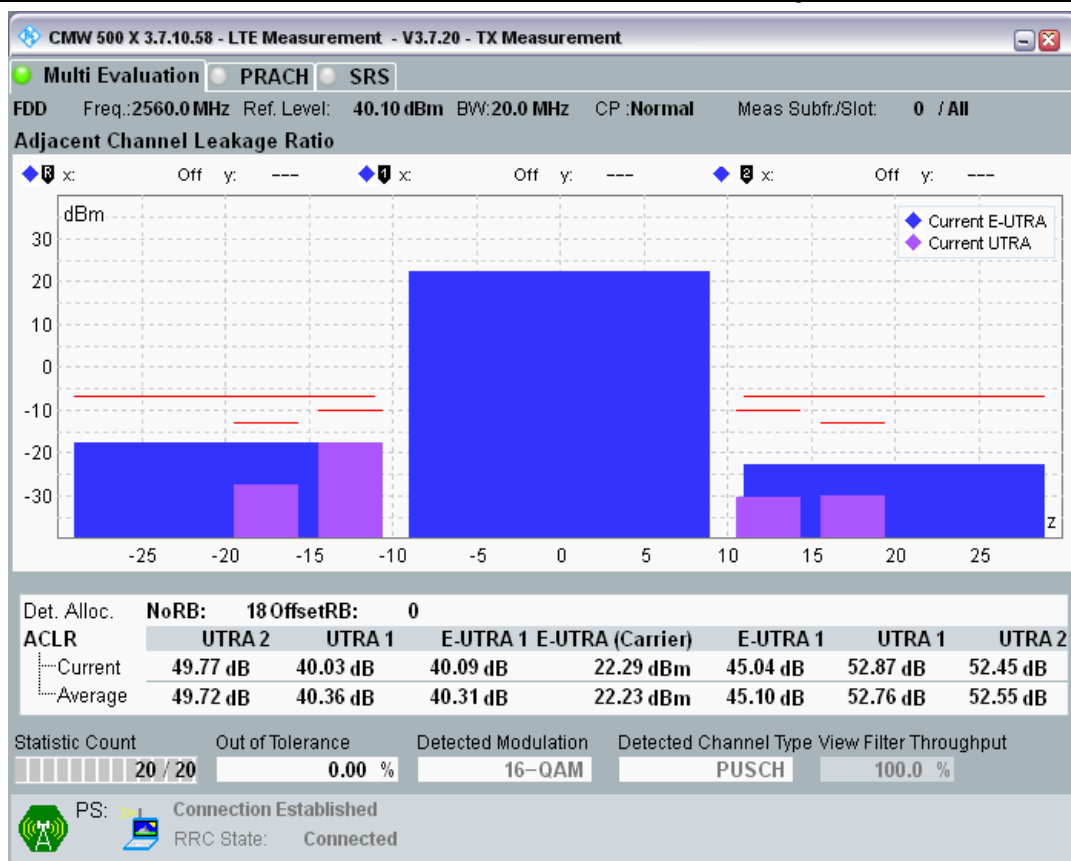 CMW 500 X 3.7.10.58 - LTE Measurement - V3.7.20 - TX Measurement
Multi Evaluation PRACH SRS
FDD Freq.:2560.0 MHz Ref. Level: 40.10 dBm BW:20.0 MHz CP :Normal Meas Subfr./Slot: 0 / All
Adjacent Channel Leakage Ratio
R x: Off y: --- 1 x: Off y: --- 2 x: Off y: ---
dBm
Current E-UTRA
Current UTRA
30
20
10
0
-10
-20
-30
z
-25 -20 -15 -10 -5 0 5 10 15 20 25
Det. Alloc. NoRB: 18 OffsetRB: 0
ACLR UTRA 2 UTRA 1 E-UTRA 1 E-UTRA (Carrier) E-UTRA 1 UTRA 1 UTRA 2
Current 49.77 dB 40.03 dB 40.09 dB 22.29 dBm 45.04 dB 52.87 dB 52.45 dB
Average 49.72 dB 40.36 dB 40.31 dB 22.23 dBm 45.10 dB 52.76 dB 52.55 dB
Statistic Count Out of Tolerance Detected Modulation Detected Channel Type View Filter Throughput
20 / 20 0.00 % 16-QAM PUSCH 100.0 %
PS: Connection Established
RRC State: Connected